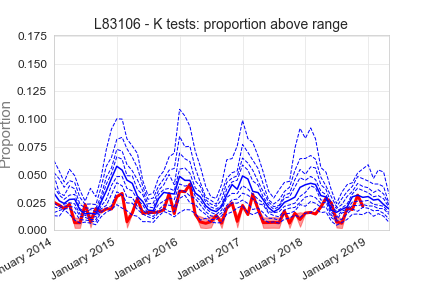 L83106 - K tests: proportion above range
Proportion
0.175
0.150
0.125
0.100
0.075
0.050
0.025
0.000
nuary 2014
January 2015
January 2016
January 2017
January 2018
January 2019